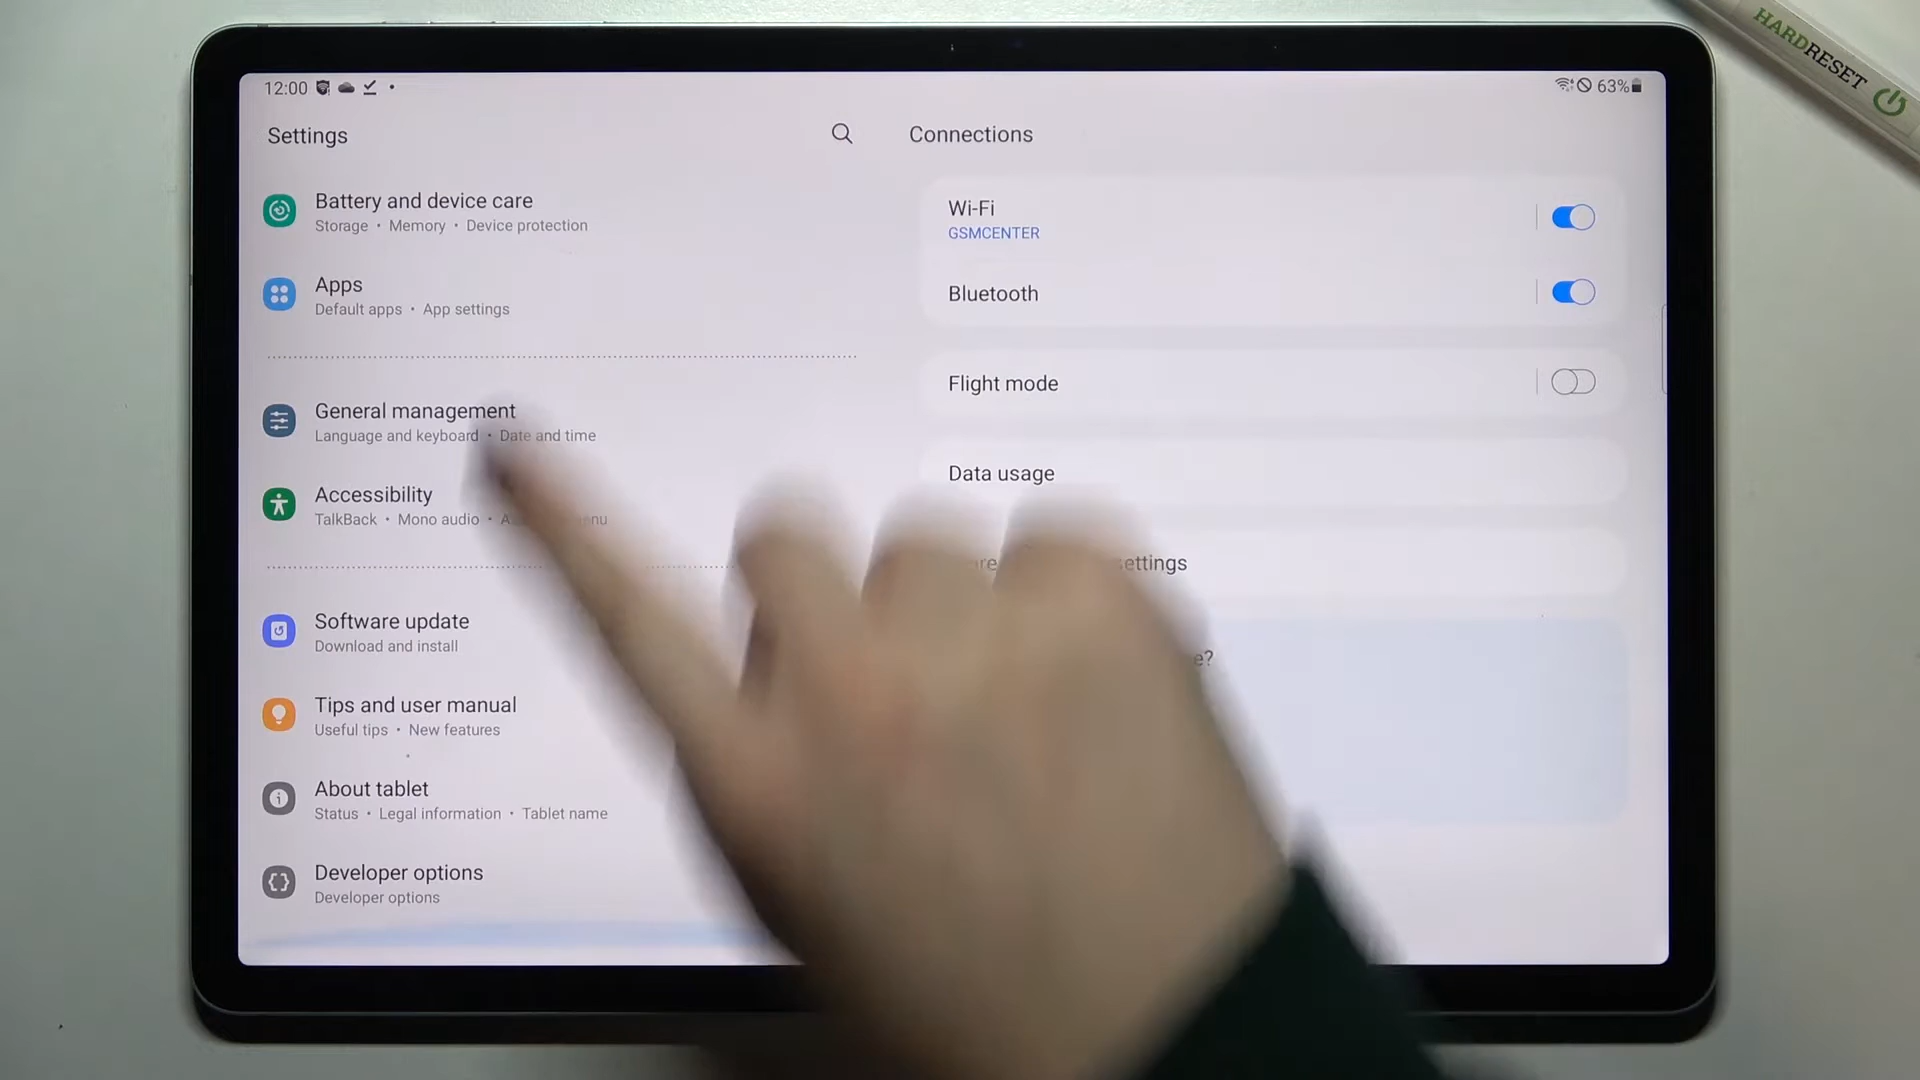 HARDRESET
12:00
63%
Settings
Battery and device care
Storage • Memory • Device protection
Apps
Default apps • App settings
General management
Language and keyboard • Date and time
Accessibility
TalkBack • Mono audio •
Software update
Download and install
Tips and user manual
Useful tips • New features
About tablet
Status • Legal information • Tablet name
Developer options
Developer options
Connections
Wi-Fi
GSMCENTER
Bluetooth
Flight mode
Data usage
settings